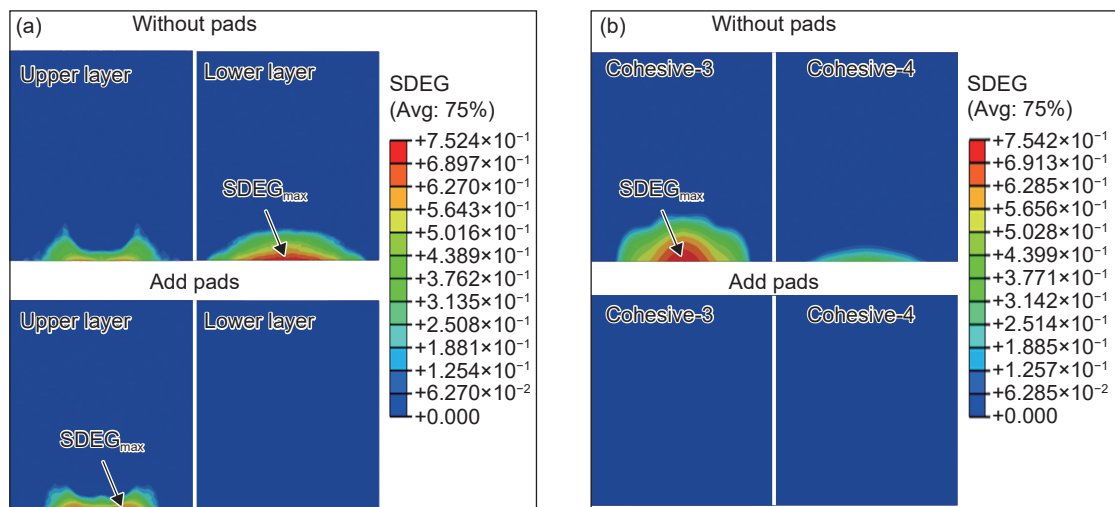 (a)
Without pads
Upper layer
Lower layer
SDEGmax
Add pads
Upper layer
Lower layer
SDEGmax
SDEG
(Avg: 75%)
+7.524×10⁻¹
+6.897×10⁻¹
+6.270×10⁻¹
+5.643×10⁻¹
+5.016×10⁻¹
+4.389×10⁻¹
+3.762×10⁻¹
+3.135×10⁻¹
+2.508×10⁻¹
+1.881×10⁻¹
+1.254×10⁻¹
+6.270×10⁻²
+0.000
(b)
Without pads
Cohesive-3
Cohesive-4
SDEGmax
Add pads
Cohesive-3
Cohesive-4
SDEG
(Avg: 75%)
+7.542×10⁻¹
+6.913×10⁻¹
+6.285×10⁻¹
+5.656×10⁻¹
+5.028×10⁻¹
+4.399×10⁻¹
+3.771×10⁻¹
+3.142×10⁻¹
+2.514×10⁻¹
+1.885×10⁻¹
+1.257×10⁻¹
+6.285×10⁻²
+0.000